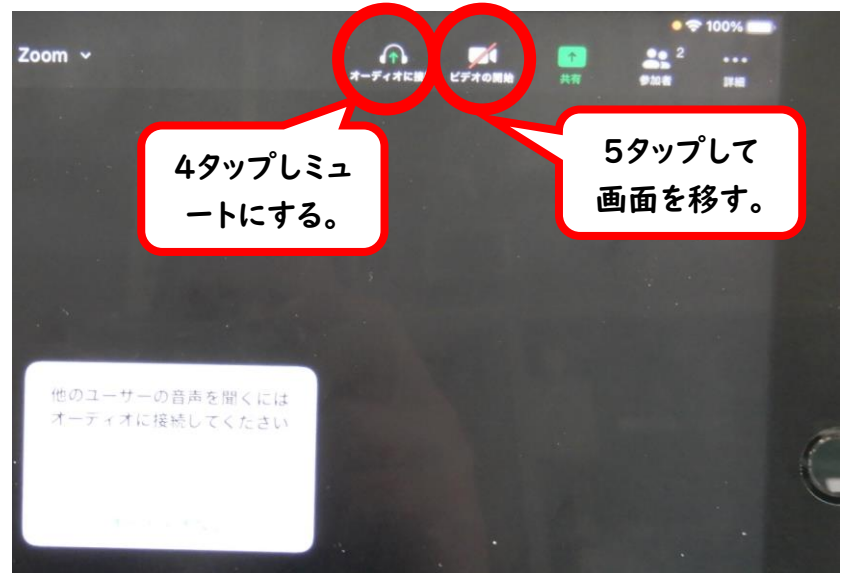 100%
Zoom
オーディオに接
ビデオの開始
共有
2
参加者
詳細
4タップしミュ
ートにする。
5タップして
画面を移す。
他のユーザーの音声を聞くには
オーディオに接続してください